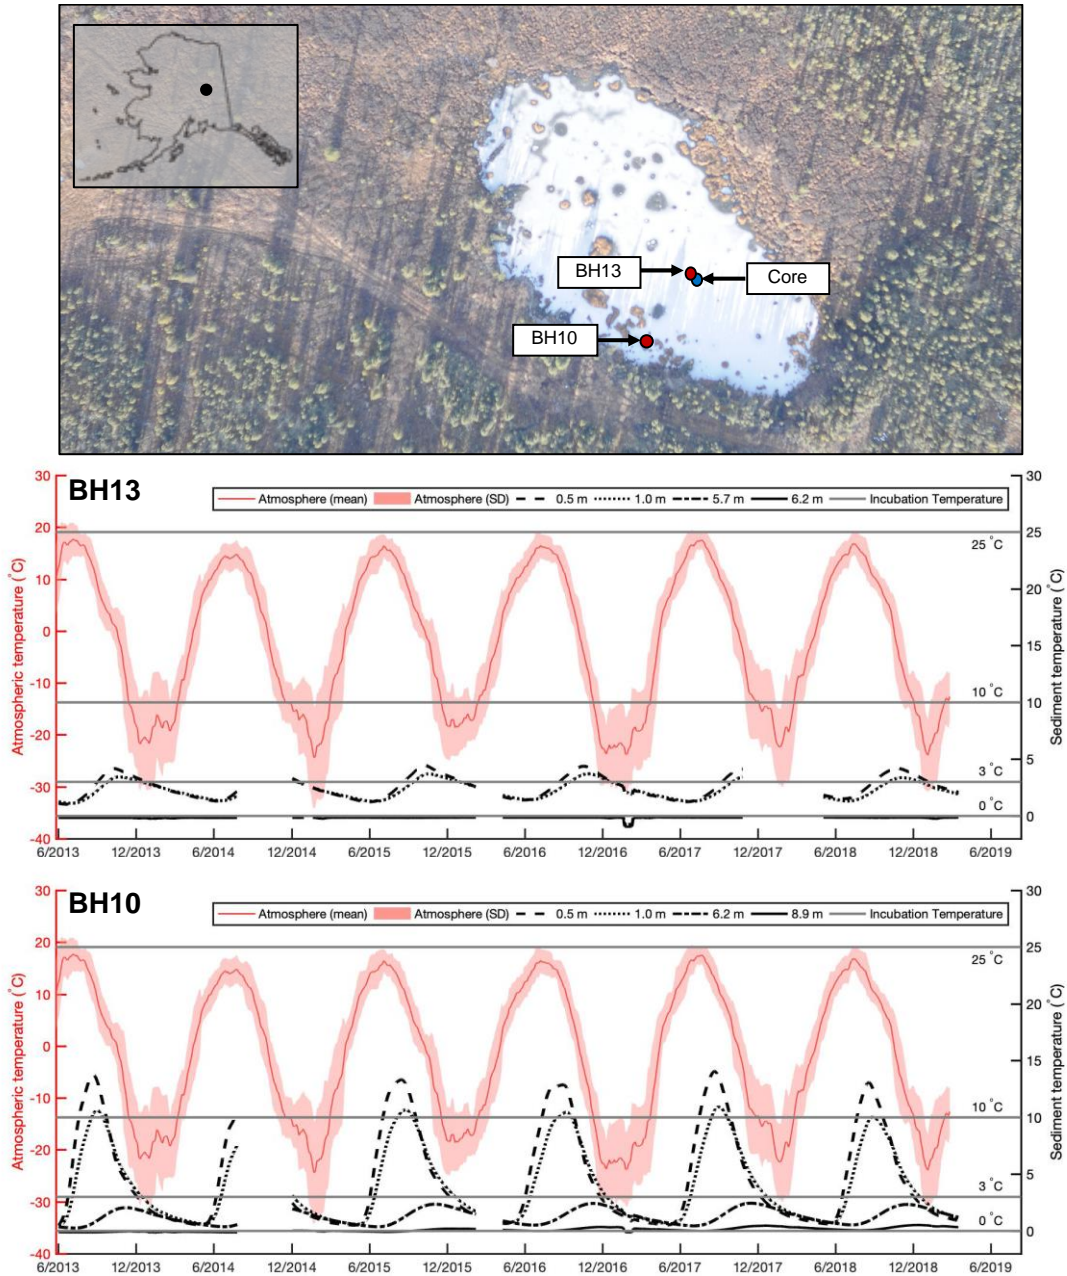 BH13
Core
BH10
BH13
Atmosphere (mean) Atmosphere (SD) 0.5 m 1.0 m 5.7 m 6.2 m Incubation Temperature
30
20
10
0
-10
-20
-30
-40
Atmospheric temperature (°C)
30
25
20
15
10
5
0
Sediment temperature (°C)
25 °C
10 °C
3 °C
0 °C
6/2013 12/2013 6/2014 12/2014 6/2015 12/2015 6/2016 12/2016 6/2017 12/2017 6/2018 12/2018 6/2019
BH10
Atmosphere (mean) Atmosphere (SD) 0.5 m 1.0 m 6.2 m 8.9 m Incubation Temperature
30
20
10
0
-10
-20
-30
-40
Atmospheric temperature (°C)
30
25
20
15
10
5
0
Sediment temperature (°C)
25 °C
10 °C
3 °C
0 °C
6/2013 12/2013 6/2014 12/2014 6/2015 12/2015 6/2016 12/2016 6/2017 12/2017 6/2018 12/2018 6/2019